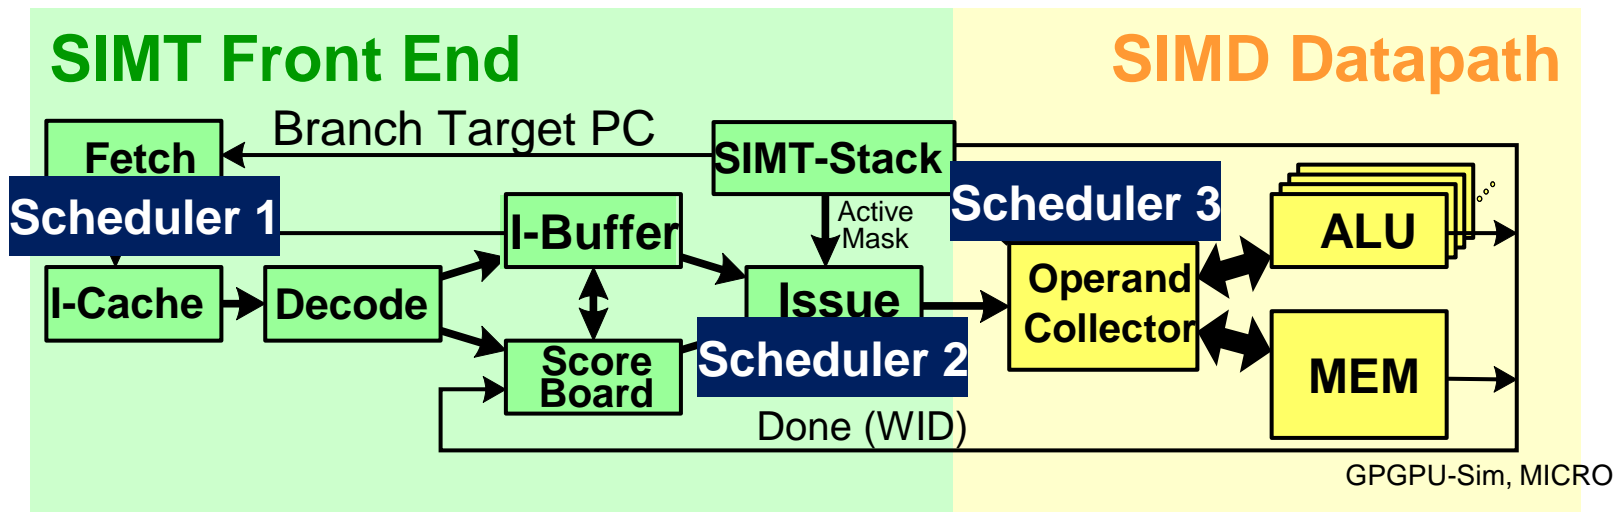 SIMT Front End
SIMD Datapath
Branch Target PC
Fetch
SIMT-Stack
Scheduler 1
Scheduler 3
I-Buffer
Active
Mask
ALU
I-Cache
Decode
Issue
Operand
Collector
Scheduler 2
Score
Board
MEM
Done (WID)
GPGPU-Sim, MICRO